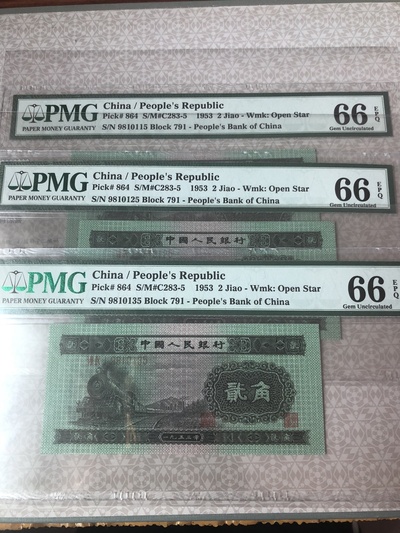 PMG
PAPER MONEY GUARANTY
China / People's Republic
Pick# 864 S/M#C283-5 1953 2 Jiao - Wmk: Open Star
S/N 9810115 Block 791 - People's Bank of China
66 EPQ
Gem Uncirculated
PMG
PAPER MONEY GUARANTY
China / People's Republic
Pick# 864 S/M#C283-5 1953 2 Jiao - Wmk: Open Star
S/N 9810125 Block 791 - People's Bank of China
66 EPQ
Gem Uncirculated
中國人民銀行
PMG
PAPER MONEY GUARANTY
China / People's Republic
Pick# 864 S/M#C283-5 1953 2 Jiao - Wmk: Open Star
S/N 9810135 Block 791 - People's Bank of China
66 EPQ
Gem Uncirculated
中國人民銀行
貳角
一九五三年